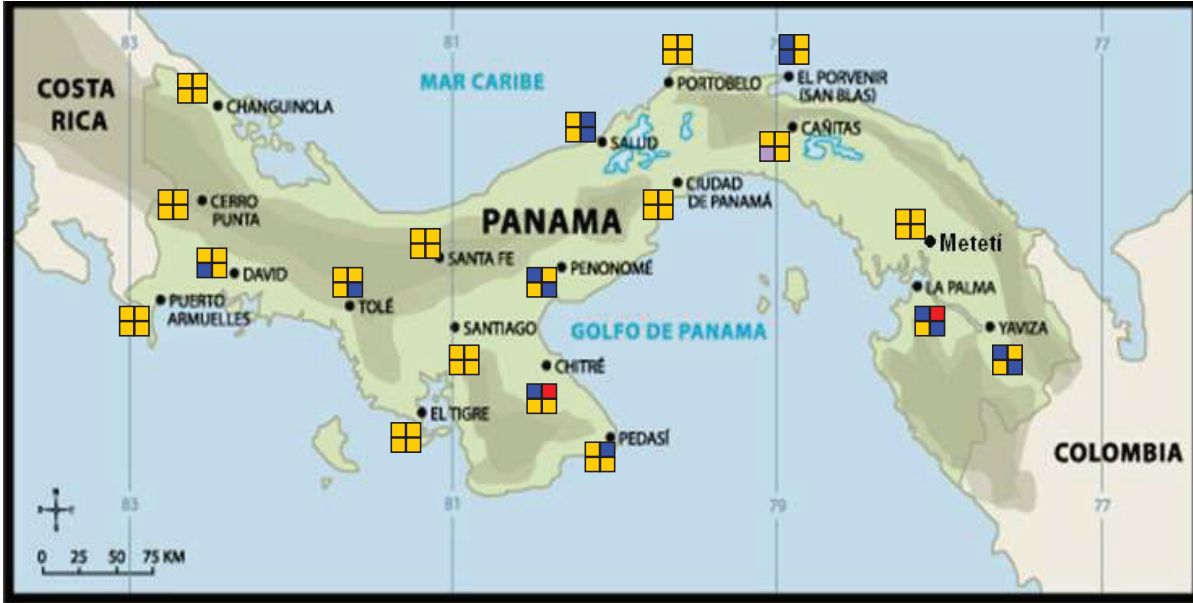 83
81
79
77
COSTA
RICA
MAR CARIBE
CHANGUINOLA
PORTOBELO
EL PORVENIR
(SAN BLAS)
SALUD
CAÑITAS
CERRO
PUNTA
CIUDAD
DE PANAMÁ
PANAMA
SANTA FE
PENONOMÉ
Metetí
DAVID
TOLÉ
LA PALMA
PUERTO
ARMUELLES
SANTIAGO
GOLFO DE PANAMA
YAVIZA
CHITRÉ
EL TIGRE
PEDASÍ
COLOMBIA
83
81
79
77
0 25 50 75 KM